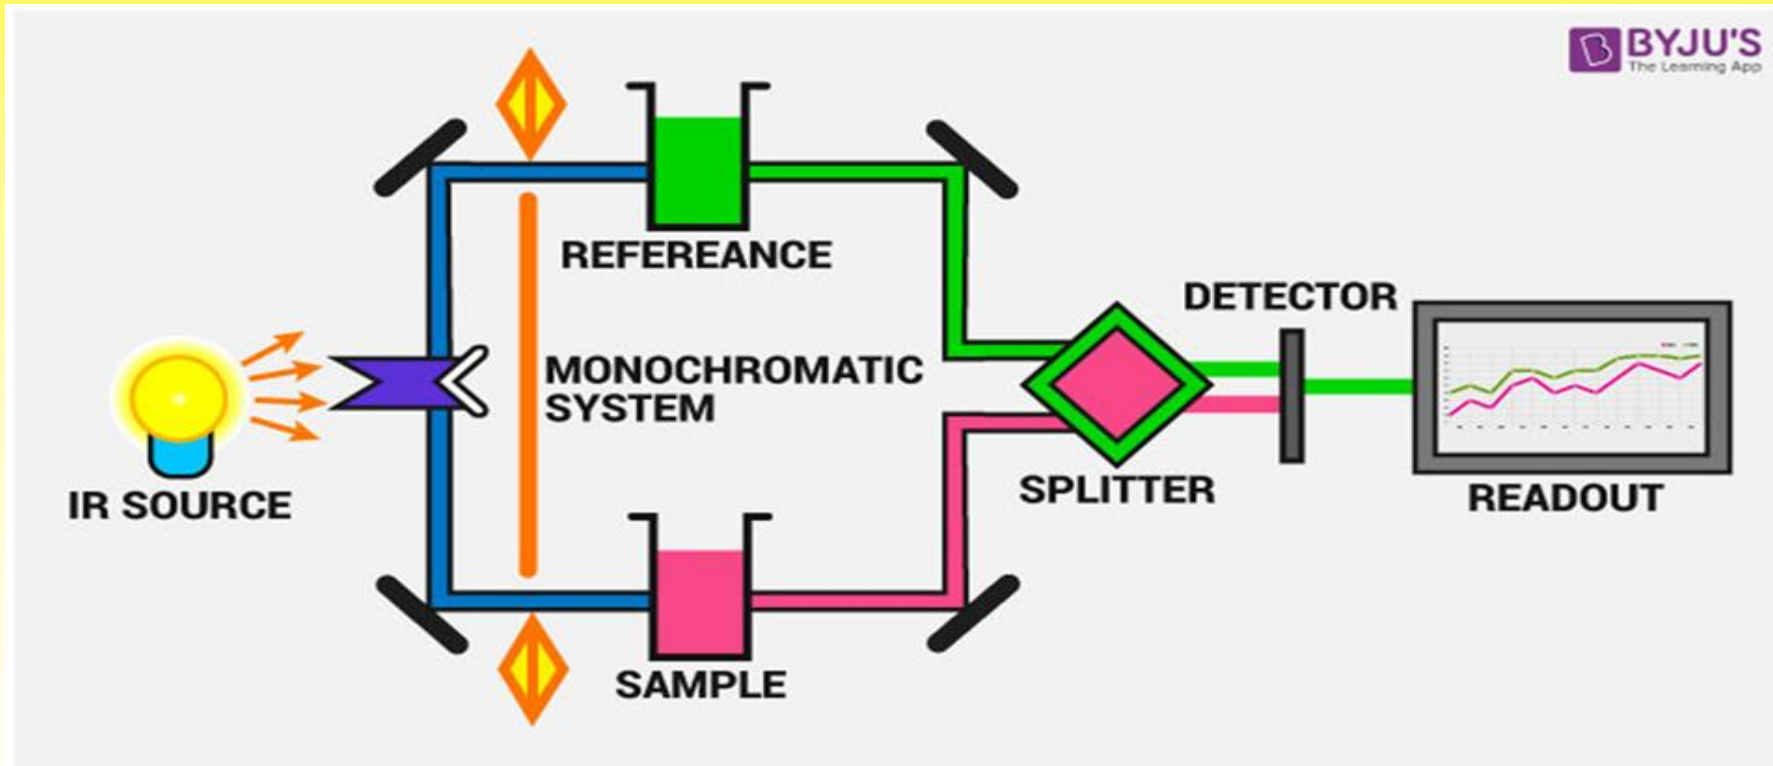 BYJU'S
The Learning App
REFEREANCE
DETECTOR
MONOCHROMATIC
SYSTEM
IR SOURCE
SPLITTER
READOUT
SAMPLE